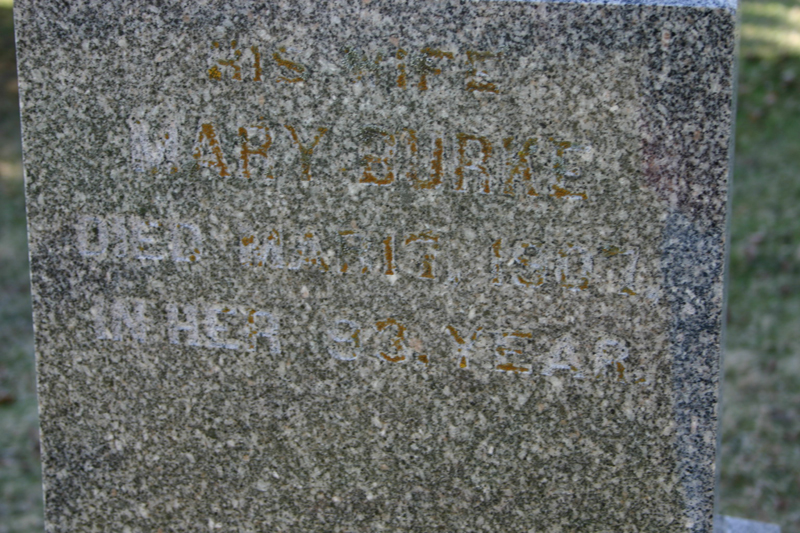 HIS WIFE
MARY BURKE
DIED
IN HER 83. YEAR.